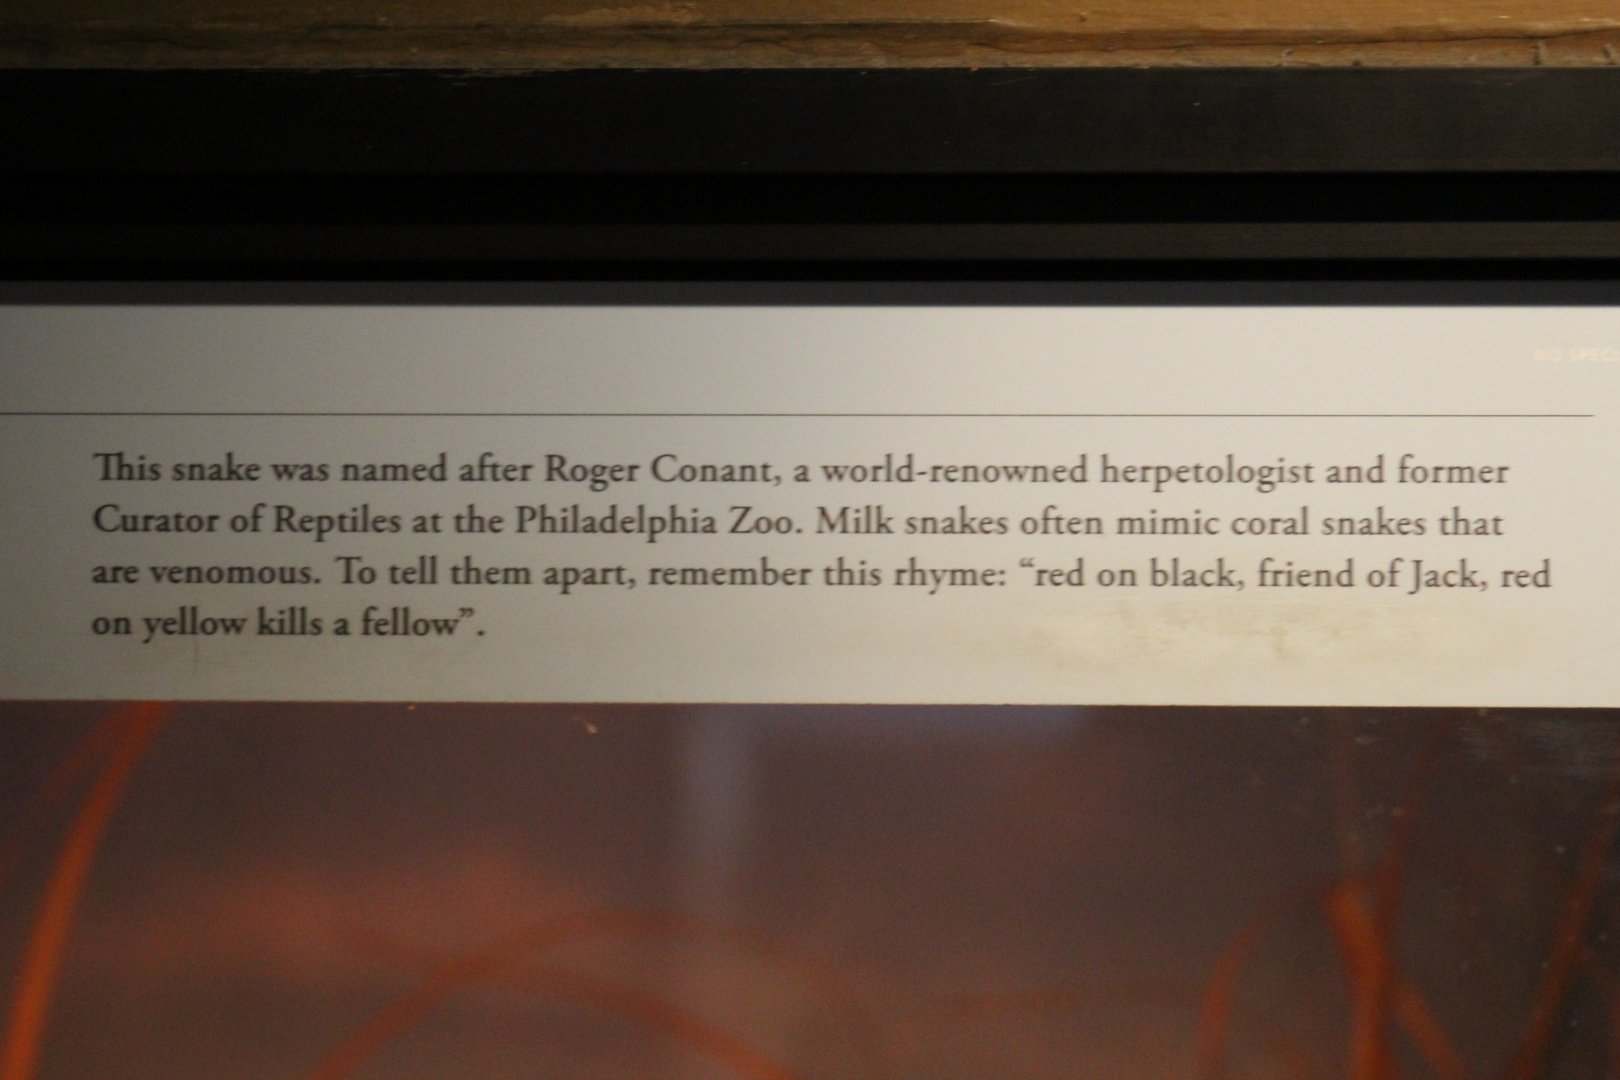 NO SPEC
This snake was named after Roger Conant, a world-renowned herpetologist and former
Curator of Reptiles at the Philadelphia Zoo. Milk snakes often mimic coral snakes that
are venomous. To tell them apart, remember this rhyme: “red on black, friend of Jack, red
on yellow kills a fellow”.